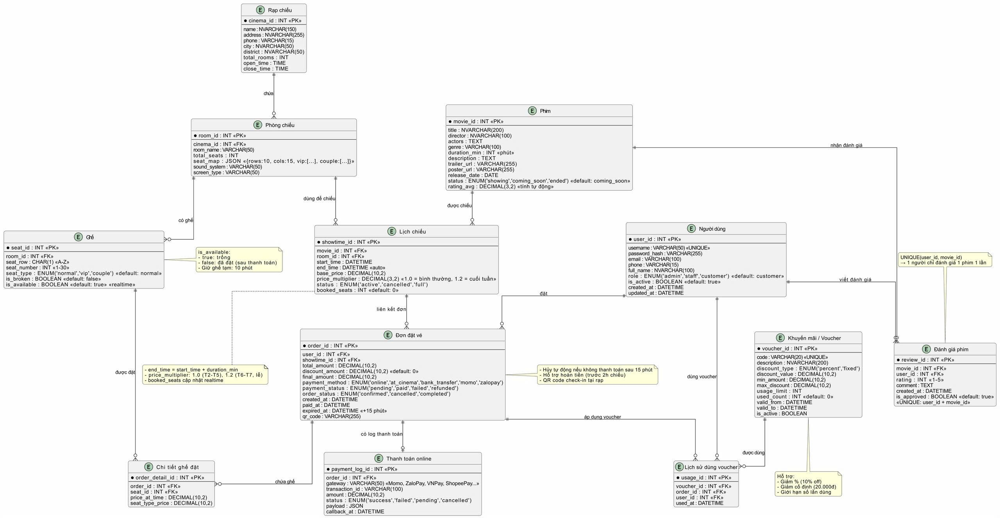 E Rạp chiếu
cinema_id : INT «PK»
name : NVARCHAR(150)
address : NVARCHAR(255)
phone : VARCHAR(15)
city : NVARCHAR(50)
district : NVARCHAR(50)
total_rooms : INT
open_time : TIME
close_time : TIME
chứa
E Phòng chiếu
room_id : INT «PK»
cinema_id : INT «FK»
room_name : VARCHAR(50)
total_seats : INT
seat_map : JSON «{rows:10, cols:15, vip:[...], couple:[...]}»
sound_system : VARCHAR(50)
screen_type : VARCHAR(50)
E Phim
movie_id : INT «PK»
title : NVARCHAR(200)
director : NVARCHAR(100)
actors : TEXT
genre : VARCHAR(100)
duration_min : INT «phút»
description : TEXT
trailer_url : VARCHAR(255)
poster_url : VARCHAR(255)
release_date : DATE
status : ENUM('showing','coming_soon','ended') «default: coming_soon»
rating_avg : DECIMAL(3,2) «tính tự động»
nhận đánh giá
dùng để chiếu
được chiếu
có ghế
E Ghế
seat_id : INT «PK»
room_id : INT «FK»
seat_row : CHAR(1) «A-Z»
seat_number : INT «1-30»
seat_type : ENUM('normal','vip','couple') «default: normal»
is_broken : BOOLEAN «default: false»
is_available : BOOLEAN «default: true» «realtime»
is_available:
- true: trống
- false: đã đặt (sau thanh toán)
- Giữ ghế tạm: 10 phút
E Lịch chiếu
showtime_id : INT «PK»
movie_id : INT «FK»
room_id : INT «FK»
start_time : DATETIME
end_time : DATETIME «auto»
base_price : DECIMAL(10,2)
price_multiplier : DECIMAL(3,2) «1.0 = bình thường, 1.2 = cuối tuần»
status : ENUM('active','cancelled','full')
booked_seats : INT «default: 0»
E Người dùng
user_id : INT «PK»
username : VARCHAR(50) «UNIQUE»
password_hash : VARCHAR(255)
email : VARCHAR(100)
phone : VARCHAR(15)
full_name : NVARCHAR(100)
role : ENUM('admin','staff','customer') «default: customer»
is_active : BOOLEAN «default: true»
created_at : DATETIME
updated_at : DATETIME
UNIQUE(user_id, movie_id)
→ 1 người chỉ đánh giá 1 phim 1 lần
viết đánh giá
đặt
liên kết đơn
E Đơn đặt vé
order_id : INT «PK»
user_id : INT «FK»
showtime_id : INT «FK»
total_amount : DECIMAL(10,2)
discount_amount : DECIMAL(10,2) «default: 0»
final_amount : DECIMAL(10,2)
payment_method : ENUM('online','at_cinema','bank_transfer','momo','zalopay')
payment_status : ENUM('pending','paid','failed','refunded')
order_status : ENUM('confirmed','cancelled','completed')
created_at : DATETIME
paid_at : DATETIME
expired_at : DATETIME «+15 phút»
qr_code : VARCHAR(255)
được đặt
- end_time = start_time + duration_min
- price_multiplier: 1.0 (T2-T5), 1.2 (T6-T7, lễ)
- booked_seats cập nhật realtime
- Hủy tự động nếu không thanh toán sau 15 phút
- Hỗ trợ hoàn tiền (trước 2h chiếu)
- QR code check-in tại rạp
dùng voucher
E Khuyến mãi / Voucher
voucher_id : INT «PK»
code : VARCHAR(20) «UNIQUE»
description : NVARCHAR(200)
discount_type : ENUM('percent','fixed')
discount_value : DECIMAL(10,2)
min_amount : DECIMAL(10,2)
max_discount : DECIMAL(10,2)
usage_limit : INT
used_count : INT «default: 0»
valid_from : DATETIME
valid_to : DATETIME
is_active : BOOLEAN
E Đánh giá phim
review_id : INT «PK»
movie_id : INT «FK»
user_id : INT «FK»
rating : INT «1-5»
comment : TEXT
created_at : DATETIME
is_approved : BOOLEAN «default: true»
«UNIQUE: user_id + movie_id»
áp dụng voucher
có log thanh toán
được dùng
E Chi tiết ghế đặt
order_detail_id : INT «PK»
order_id : INT «FK»
seat_id : INT «FK»
price_at_time : DECIMAL(10,2)
seat_type_price : DECIMAL(10,2)
chứa ghế
E Thanh toán online
payment_log_id : INT «PK»
order_id : INT «FK»
gateway : VARCHAR(50) «Momo, ZaloPay, VNPay, ShopeePay...»
transaction_id : VARCHAR(100)
amount : DECIMAL(10,2)
status : ENUM('success','failed','pending','cancelled')
payload : JSON
callback_at : DATETIME
E Lịch sử dùng voucher
usage_id : INT «PK»
voucher_id : INT «FK»
order_id : INT «FK»
user_id : INT «FK»
used_at : DATETIME
Hỗ trợ:
- Giảm % (10% off)
- Giảm cố định (20.000đ)
- Giới hạn số lần dùng